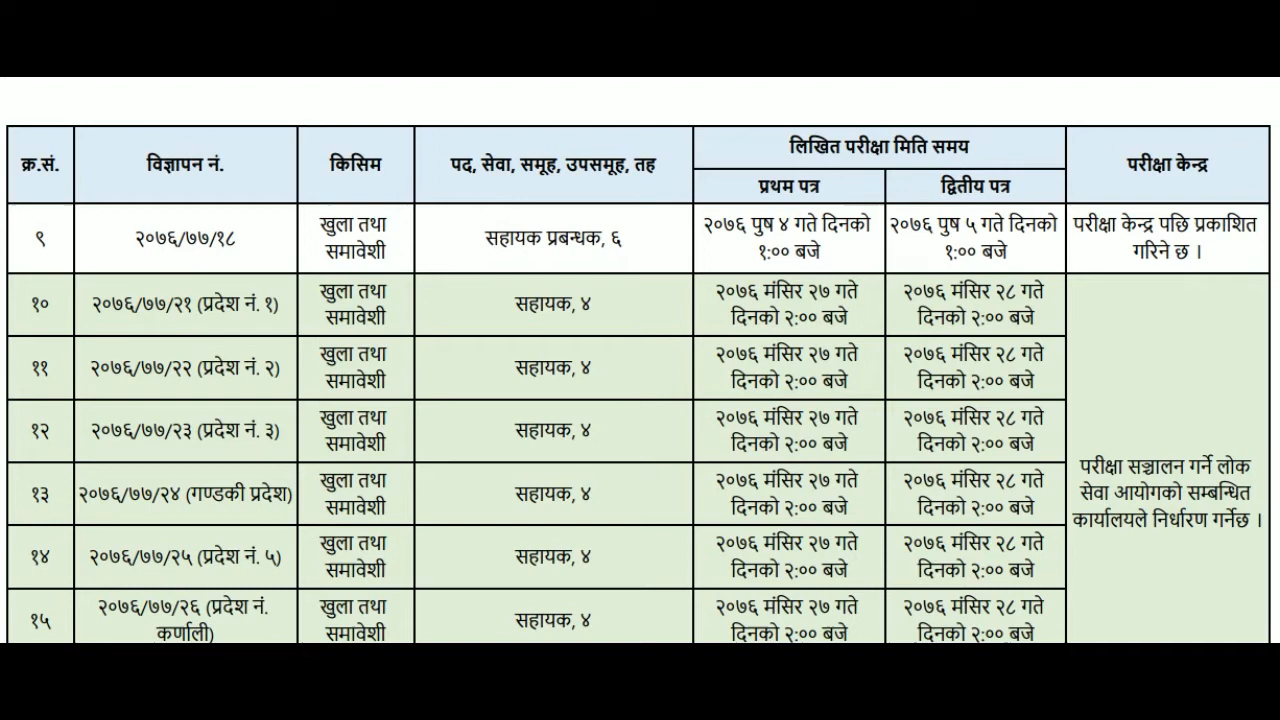 क्र.सं. विज्ञापन नं. किसिम पद, सेवा, समूह, उपसमूह, तह लिखित परीक्षा मिति समय परीक्षा केन्द्र
प्रथम पत्र द्वितीय पत्र
९ २०७६/७७/१८ खुला तथा समावेशी सहायक प्रबन्धक, ६ २०७६ पुष ४ गते दिनको १:०० बजे २०७६ पुष ५ गते दिनको १:०० बजे परीक्षा केन्द्र पछि प्रकाशित गरिने छ ।
१० २०७६/७७/२१ (प्रदेश नं. १) खुला तथा समावेशी सहायक, ४ २०७६ मंसिर २७ गते दिनको २:०० बजे २०७६ मंसिर २८ गते दिनको २:०० बजे
११ २०७६/७७/२२ (प्रदेश नं. २) खुला तथा समावेशी सहायक, ४ २०७६ मंसिर २७ गते दिनको २:०० बजे २०७६ मंसिर २८ गते दिनको २:०० बजे
१२ २०७६/७७/२३ (प्रदेश नं. ३) खुला तथा समावेशी सहायक, ४ २०७६ मंसिर २७ गते दिनको २:०० बजे २०७६ मंसिर २८ गते दिनको २:०० बजे
१३ २०७६/७७/२४ (गण्डकी प्रदेश) खुला तथा समावेशी सहायक, ४ २०७६ मंसिर २७ गते दिनको २:०० बजे २०७६ मंसिर २८ गते दिनको २:०० बजे
१४ २०७६/७७/२५ (प्रदेश नं. ५) खुला तथा समावेशी सहायक, ४ २०७६ मंसिर २७ गते दिनको २:०० बजे २०७६ मंसिर २८ गते दिनको २:०० बजे
१५ २०७६/७७/२६ (प्रदेश नं. कर्णाली) खुला तथा समावेशी सहायक, ४ २०७६ मंसिर २७ गते दिनको २:०० बजे २०७६ मंसिर २८ गते दिनको २:०० बजे
परीक्षा सञ्चालन गर्ने लोक
सेवा आयोगको सम्बन्धित
कार्यालयले निर्धारण गर्नेछ ।